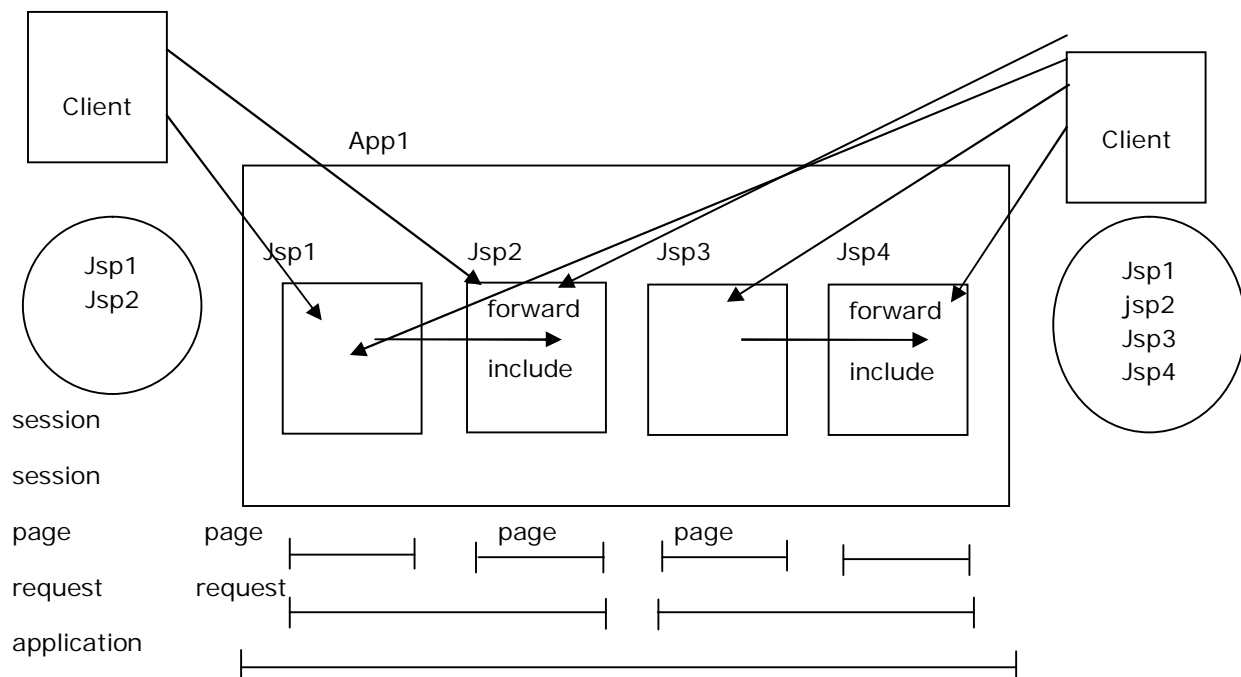 Client
App1
Client
Jsp1 Jsp2 Jsp3 Jsp4
Jsp1
Jsp2
forward
include
forward
include
Jsp1
jsp2
Jsp3
Jsp4
session
session
page page page page
request request
application